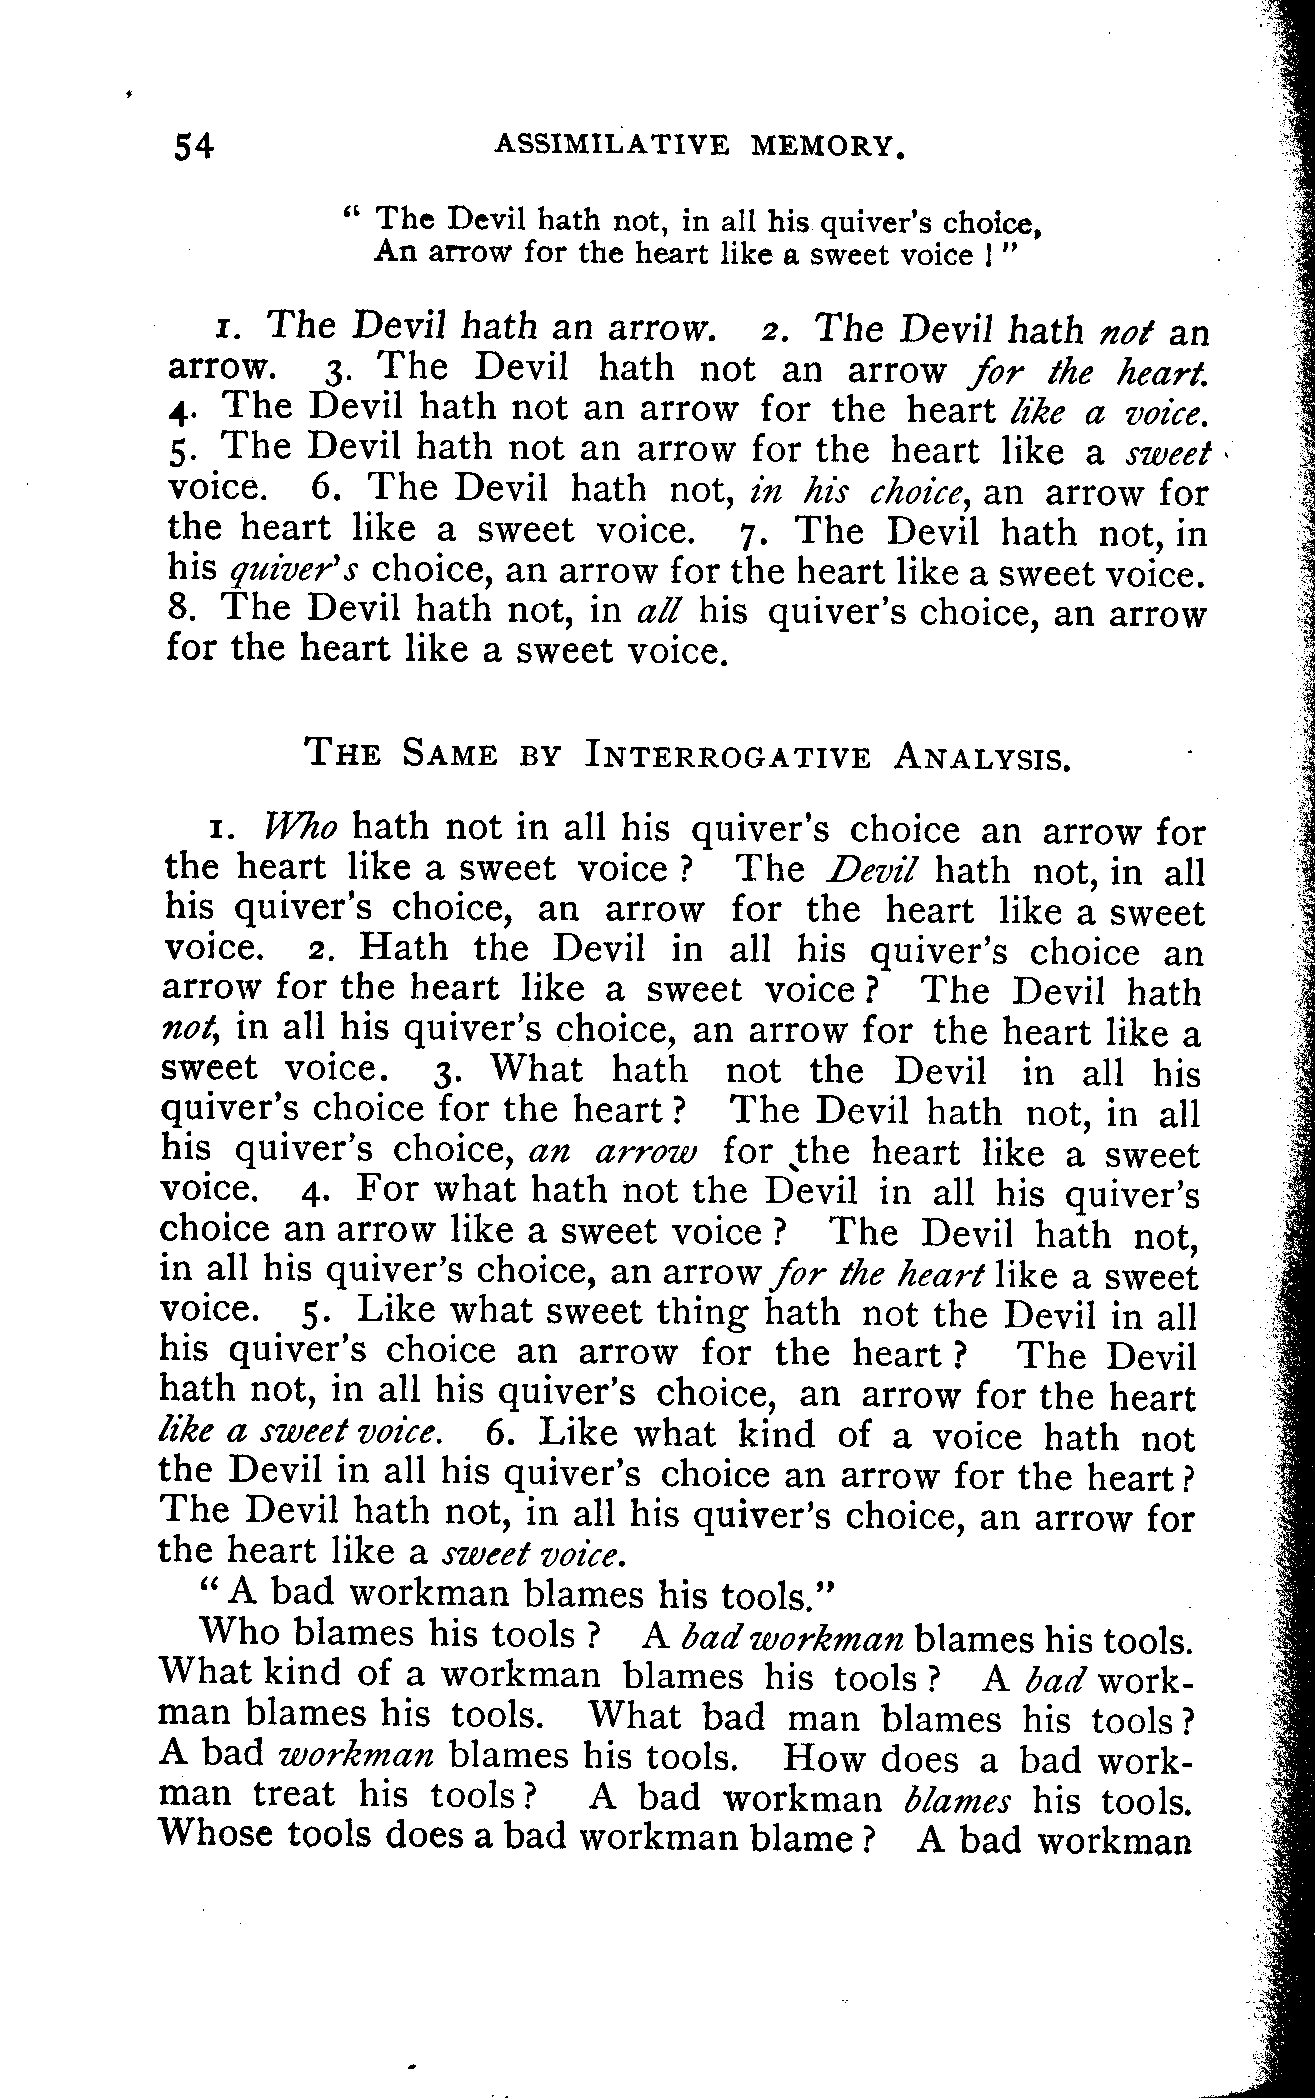 54 ASSIMILATIVE MEMORY.
“ The Devil hath not, in all his quiver's choice,
An arrow for the heart like a sweet voice ! ”
1. The Devil hath an arrow. 2. The Devil hath not an
arrow. 3. The Devil hath not an arrow for the heart.
4. The Devil hath not an arrow for the heart like a voice.
5. The Devil hath not an arrow for the heart like a sweet
voice. 6. The Devil hath not, in his choice, an arrow for
the heart like a sweet voice. 7. The Devil hath not, in
his quiver's choice, an arrow for the heart like a sweet voice.
8. The Devil hath not, in all his quiver's choice, an arrow
for the heart like a sweet voice.
THE SAME BY INTERROGATIVE ANALYSIS.
1. Who hath not in all his quiver's choice an arrow for
the heart like a sweet voice ? The Devil hath not, in all
his quiver's choice, an arrow for the heart like a sweet
voice. 2. Hath the Devil in all his quiver's choice an
arrow for the heart like a sweet voice ? The Devil hath
not, in all his quiver's choice, an arrow for the heart like a
sweet voice. 3. What hath not the Devil in all his
quiver's choice for the heart ? The Devil hath not, in all
his quiver's choice, an arrow for the heart like a sweet
voice. 4. For what hath not the Devil in all his quiver's
choice an arrow like a sweet voice ? The Devil hath not,
in all his quiver's choice, an arrow for the heart like a sweet
voice. 5. Like what sweet thing hath not the Devil in all
his quiver's choice an arrow for the heart ? The Devil
hath not, in all his quiver's choice, an arrow for the heart
like a sweet voice. 6. Like what kind of a voice hath not
the Devil in all his quiver's choice an arrow for the heart ?
The Devil hath not, in all his quiver's choice, an arrow for
the heart like a sweet voice.
“ A bad workman blames his tools.”
Who blames his tools ? A bad workman blames his tools.
What kind of a workman blames his tools ? A bad work-
man blames his tools. What bad man blames his tools ?
A bad workman blames his tools. How does a bad work-
man treat his tools ? A bad workman blames his tools.
Whose tools does a bad workman blame ? A bad workman